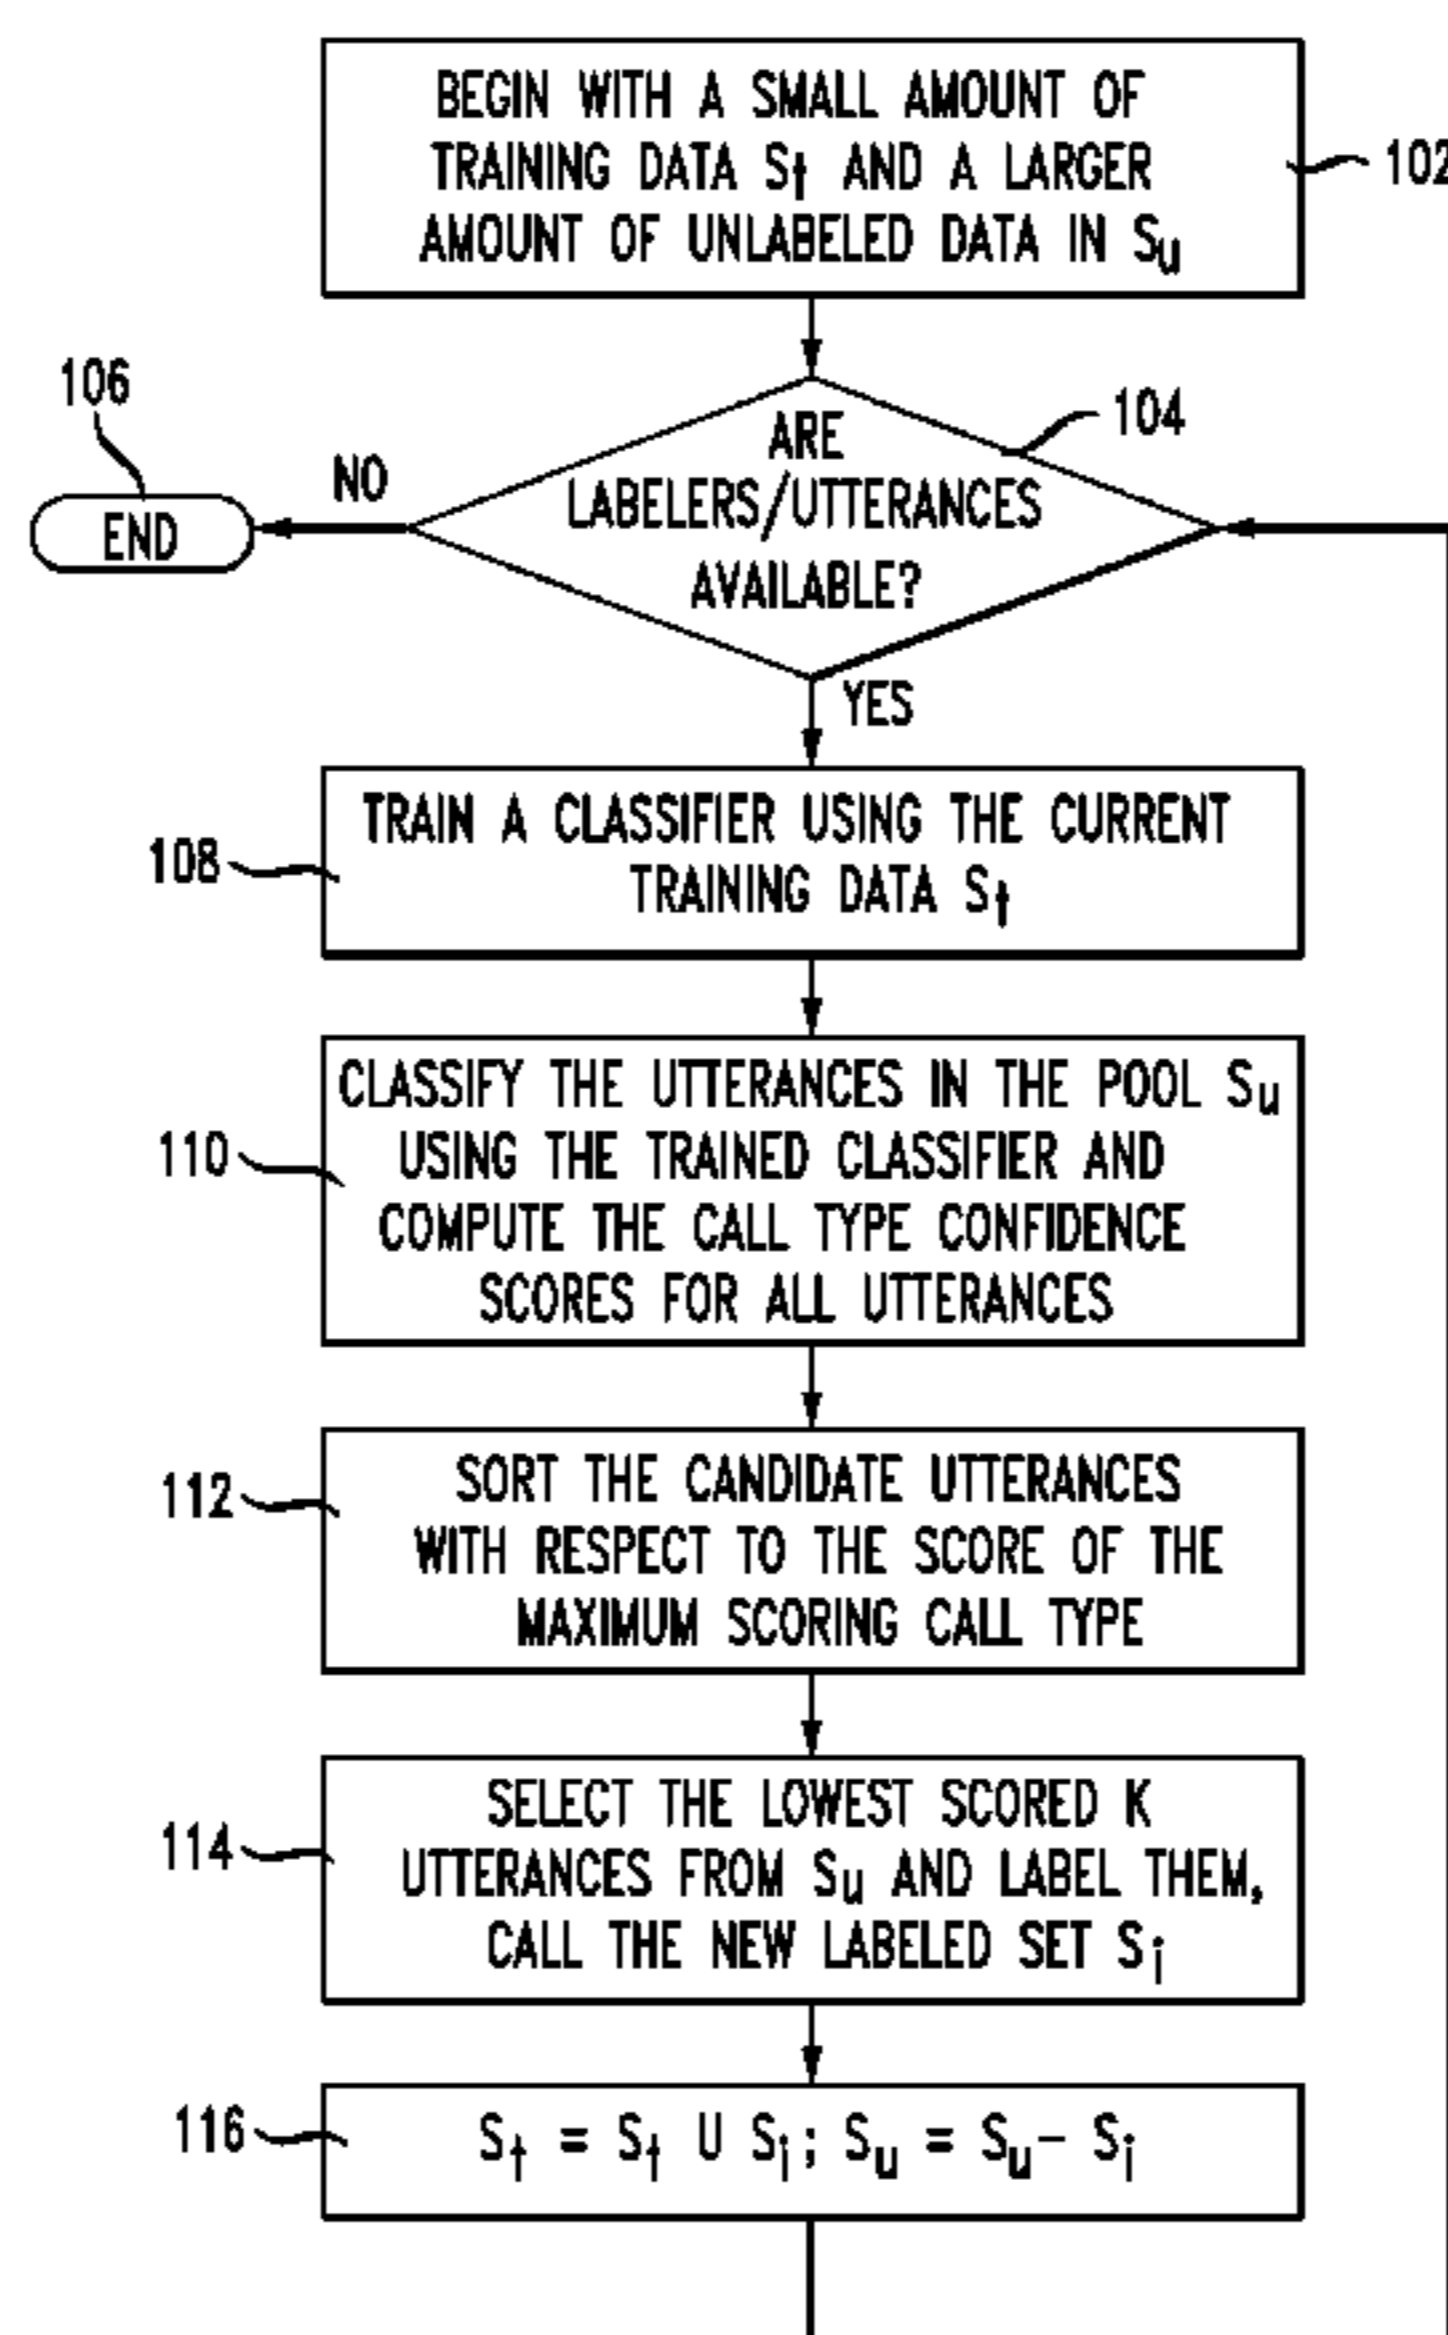 BEGIN WITH A SMALL AMOUNT OF
TRAINING DATA St AND A LARGER
AMOUNT OF UNLABELED DATA IN Su
102
106
104
ARE
LABELERS/UTTERANCES
AVAILABLE?
NO
END
YES
TRAIN A CLASSIFIER USING THE CURRENT
TRAINING DATA St
108
CLASSIFY THE UTTERANCES IN THE POOL Su
USING THE TRAINED CLASSIFIER AND
COMPUTE THE CALL TYPE CONFIDENCE
SCORES FOR ALL UTTERANCES
110
SORT THE CANDIDATE UTTERANCES
WITH RESPECT TO THE SCORE OF THE
MAXIMUM SCORING CALL TYPE
112
SELECT THE LOWEST SCORED K
UTTERANCES FROM Su AND LABEL THEM,
CALL THE NEW LABELED SET Si
114
116
St = St U Si; Su = Su - Si